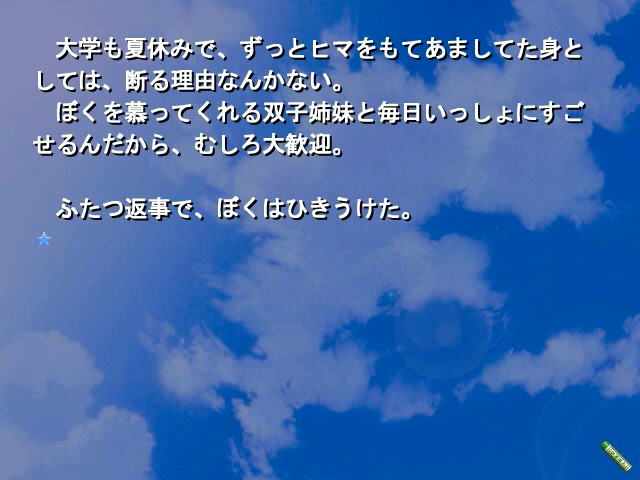 大学も夏休みで、ずっとヒマをもてあましてた身と
しては、断る理由なんかない。
ぼくを慕ってくれる双子姉妹と毎日いっしょにすご
せるんだから、むしろ大歓迎。
ふたつ返事で、ぼくはひきうけた。